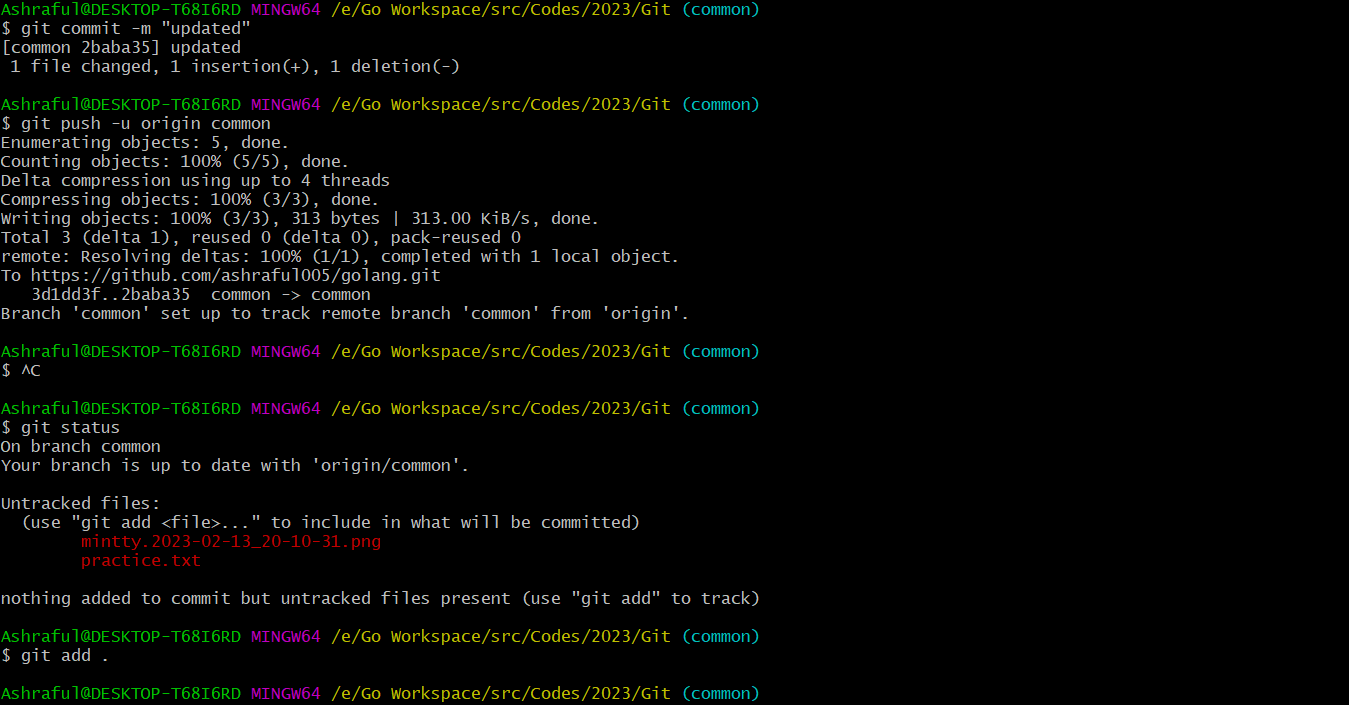 Ashraful@DESKTOP-T68I6RD MINGW64 /e/Go Workspace/src/Codes/2023/Git (common)
$ git commit -m "updated"
[common 2baba35] updated
 1 file changed, 1 insertion(+), 1 deletion(-)

Ashraful@DESKTOP-T68I6RD MINGW64 /e/Go Workspace/src/Codes/2023/Git (common)
$ git push -u origin common
Enumerating objects: 5, done.
Counting objects: 100% (5/5), done.
Delta compression using up to 4 threads
Compressing objects: 100% (3/3), done.
Writing objects: 100% (3/3), 313 bytes | 313.00 KiB/s, done.
Total 3 (delta 1), reused 0 (delta 0), pack-reused 0
remote: Resolving deltas: 100% (1/1), completed with 1 local object.
To https://github.com/ashraful005/golang.git
   3d1dd3f..2baba35  common -> common
Branch 'common' set up to track remote branch 'common' from 'origin'.

Ashraful@DESKTOP-T68I6RD MINGW64 /e/Go Workspace/src/Codes/2023/Git (common)
$ ^C

Ashraful@DESKTOP-T68I6RD MINGW64 /e/Go Workspace/src/Codes/2023/Git (common)
$ git status
On branch common
Your branch is up to date with 'origin/common'.

Untracked files:
  (use "git add <file>..." to include in what will be committed)
        mintty.2023-02-13_20-10-31.png
        practice.txt

nothing added to commit but untracked files present (use "git add" to track)

Ashraful@DESKTOP-T68I6RD MINGW64 /e/Go Workspace/src/Codes/2023/Git (common)
$ git add .

Ashraful@DESKTOP-T68I6RD MINGW64 /e/Go Workspace/src/Codes/2023/Git (common)